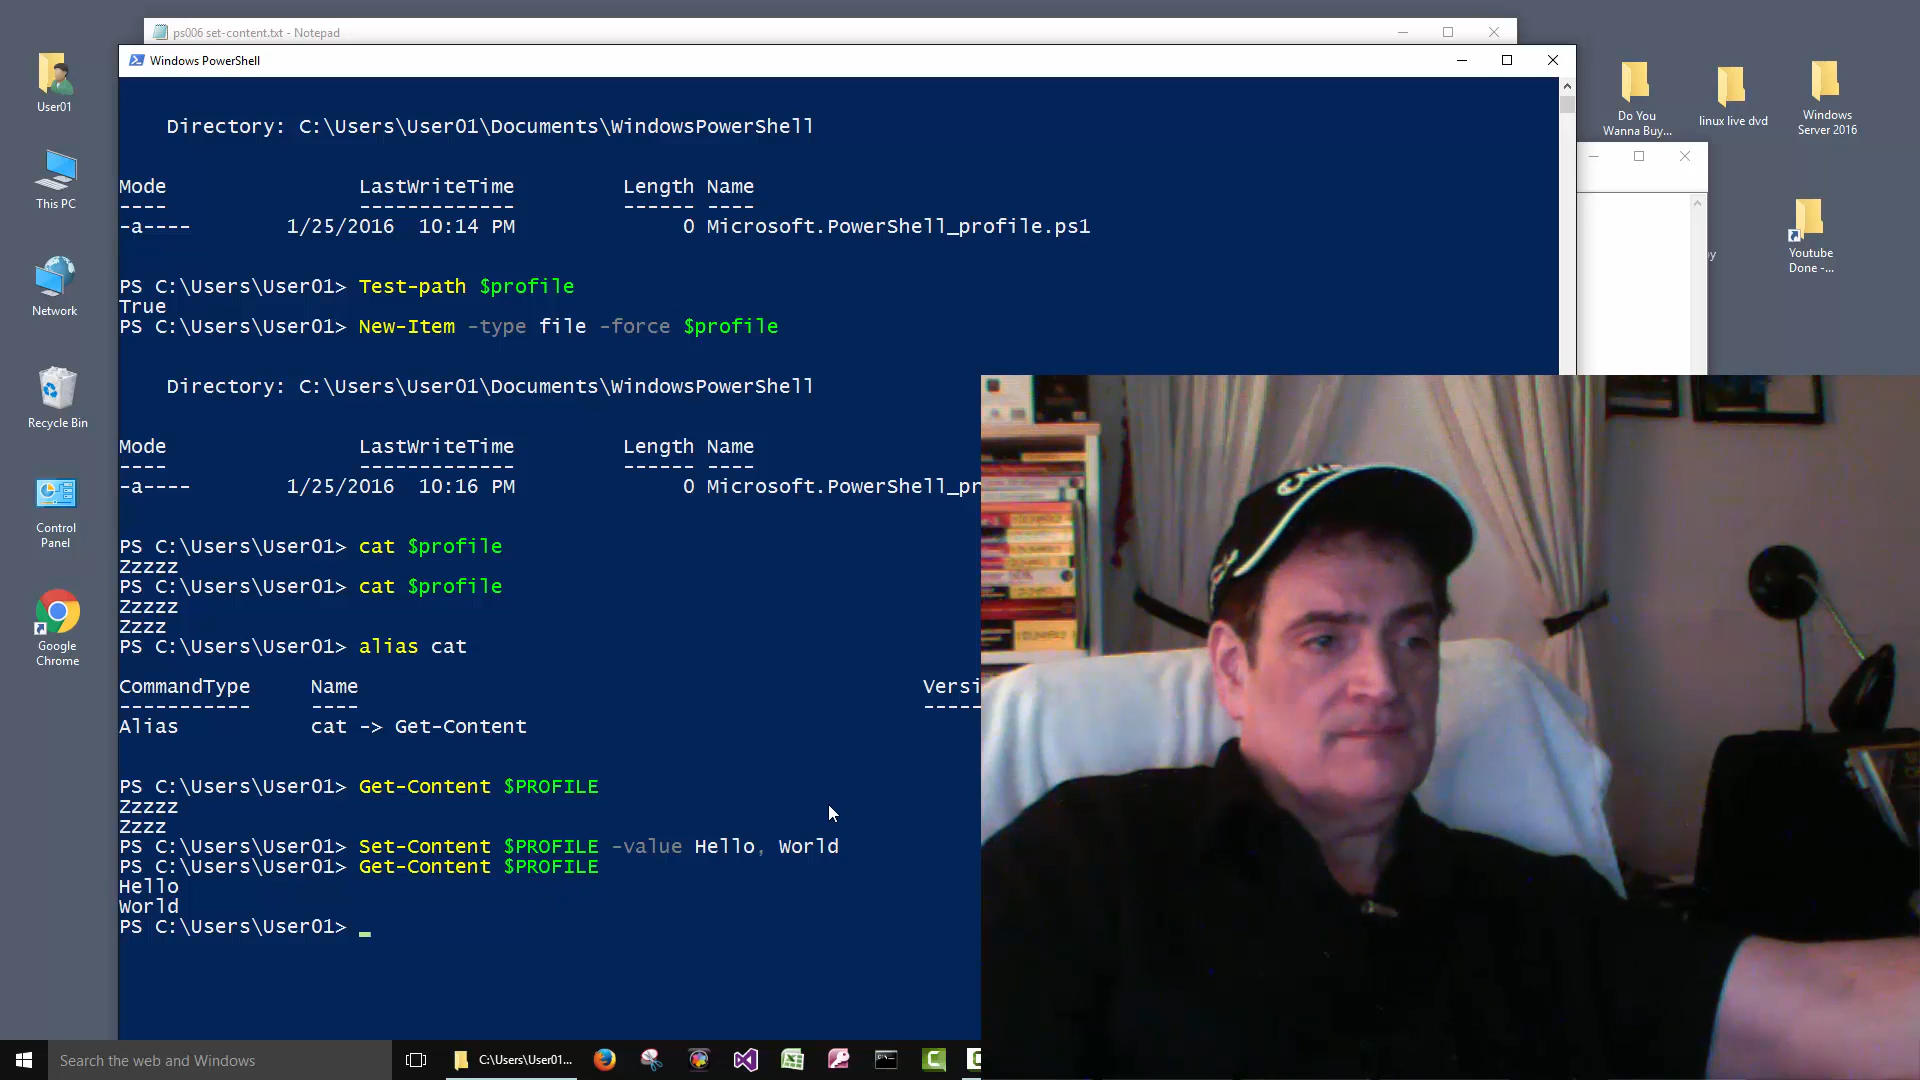 ps006 set-content.txt - Notepad
Windows PowerShell
User01
This PC
Network
Recycle Bin
Control
Panel
Google
Chrome
Do You
Wanna Buy...
linux live dvd
Windows
Server 2016
Youtube
Done -...
Directory: C:\Users\User01\Documents\WindowsPowerShell
Mode LastWriteTime Length Name
---- ------------- ------ ----
-a---- 1/25/2016 10:14 PM 0 Microsoft.PowerShell_profile.ps1
PS C:\Users\User01> Test-path $profile
True
PS C:\Users\User01> New-Item -type file -force $profile
Directory: C:\Users\User01\Documents\WindowsPowerShell
Mode LastWriteTime Length Name
---- ------------- ------ ----
-a---- 1/25/2016 10:16 PM 0 Microsoft.PowerShell_pr
PS C:\Users\User01> cat $profile
Zzzzz
PS C:\Users\User01> cat $profile
Zzzzz
Zzzz
PS C:\Users\User01> alias cat
CommandType Name Versi
----------- ---- -----
Alias cat -> Get-Content
PS C:\Users\User01> Get-Content $PROFILE
Zzzzz
Zzzz
PS C:\Users\User01> Set-Content $PROFILE -value Hello, World
PS C:\Users\User01> Get-Content $PROFILE
Hello
World
PS C:\Users\User01>
Search the web and Windows
C:\Users\User01...